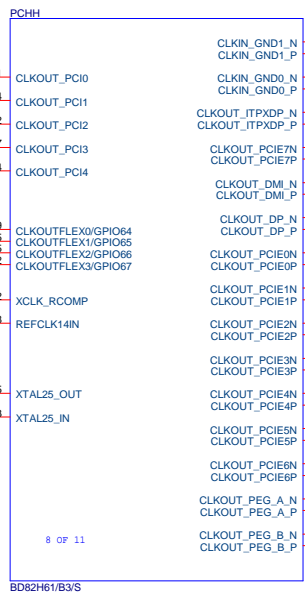 PCHH
CLKIN_GND1_N
CLKIN_GND1_P
CLKOUT_PCI0
CLKIN_GND0_N
CLKIN_GND0_P
CLKOUT_PCI1
CLKOUT_ITPXDP_N
CLKOUT_PCI2
CLKOUT_ITPXDP_P
CLKOUT_PCI3
CLKOUT_PCIE7N
CLKOUT_PCIE7P
CLKOUT_PCI4
CLKOUT_DMI_N
CLKOUT_DMI_P
CLKOUT_DP_N
CLKOUTFLEX0/GPIO64
CLKOUT_DP_P
CLKOUTFLEX1/GPIO65
CLKOUTFLEX2/GPIO66
CLKOUT_PCIE0N
CLKOUTFLEX3/GPIO67
CLKOUT_PCIE0P
CLKOUT_PCIE1N
XCLK_RCOMP
CLKOUT_PCIE1P
REFCLK14IN
CLKOUT_PCIE2N
CLKOUT_PCIE2P
CLKOUT_PCIE3N
CLKOUT_PCIE3P
XTAL25_OUT
CLKOUT_PCIE4N
CLKOUT_PCIE4P
XTAL25_IN
CLKOUT_PCIE5N
CLKOUT_PCIE5P
CLKOUT_PCIE6N
CLKOUT_PCIE6P
CLKOUT_PEG_A_N
CLKOUT_PEG_A_P
CLKOUT_PEG_B_N
8 OF 11
CLKOUT_PEG_B_P
BD82H61/B3/S